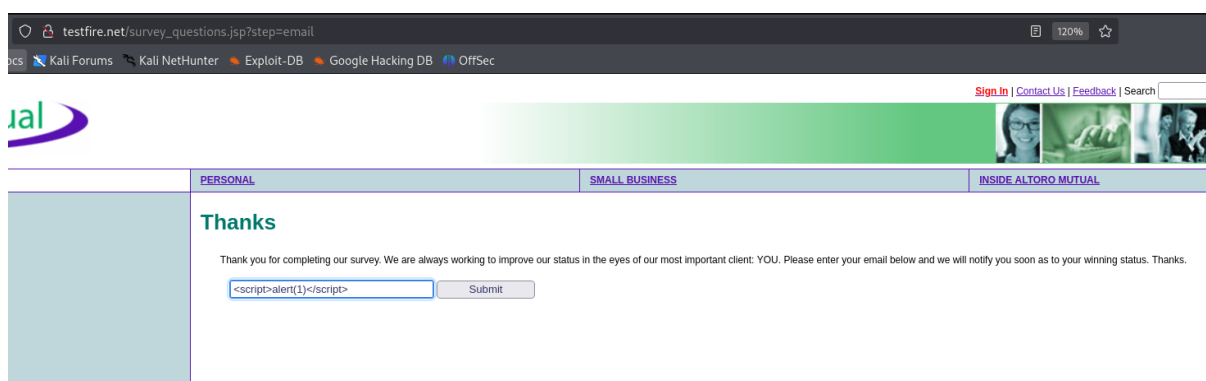 testfire.net/survey_questions.jsp?step=email 120%
ocs Kali Forums Kali NetHunter Exploit-DB Google Hacking DB OffSec
Sign In | Contact Us | Feedback | Search
ual
PERSONAL SMALL BUSINESS INSIDE ALTORO MUTUAL
Thanks
Thank you for completing our survey. We are always working to improve our status in the eyes of our most important client: YOU. Please enter your email below and we will notify you soon as to your winning status. Thanks.
<script>alert(1)</script> Submit